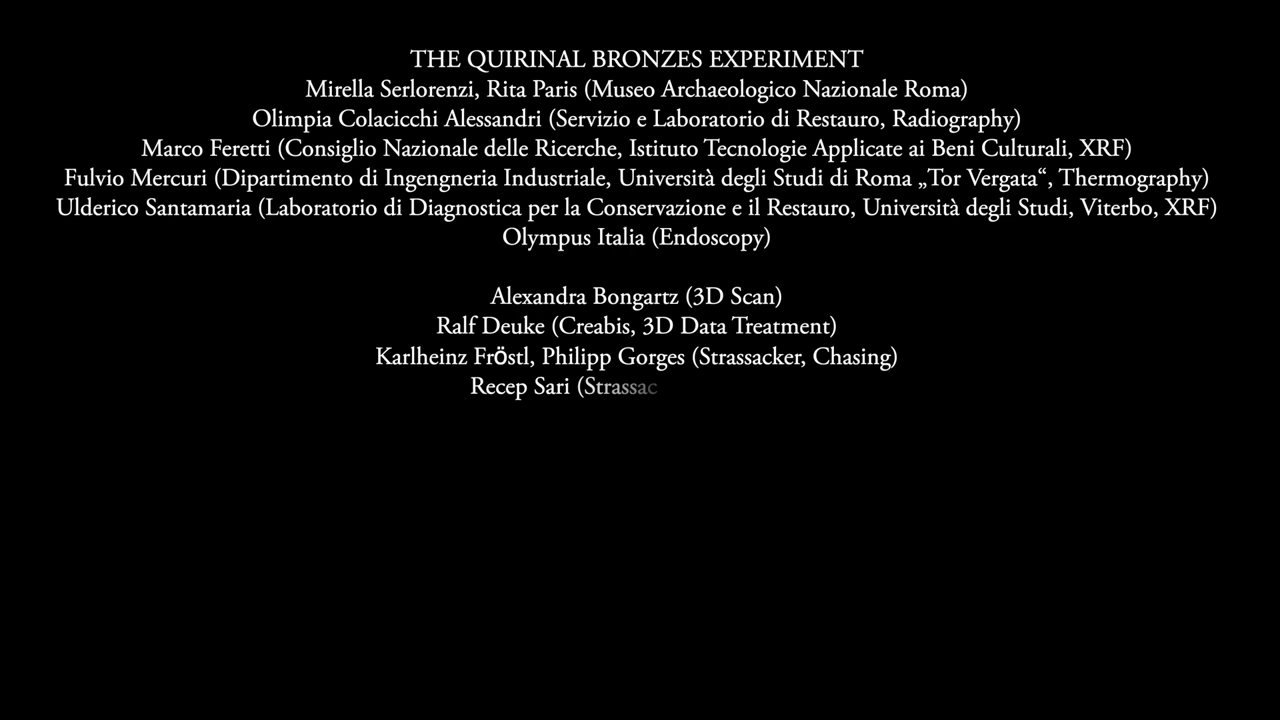 THE QUIRINAL BRONZES EXPERIMENT
Mirella Serlorenzi, Rita Paris (Museo Archaeologico Nazionale Roma)
Olimpia Colacicchi Alessandri (Servizio e Laboratorio di Restauro, Radiography)
Marco Feretti (Consiglio Nazionale delle Ricerche, Istituto Tecnologie Applicate ai Beni Culturali, XRF)
Fulvio Mercuri (Dipartimento di Ingengneria Industriale, Università degli Studi di Roma „Tor Vergata“, Thermography)
Ulderico Santamaria (Laboratorio di Diagnostica per la Conservazione e il Restauro, Università degli Studi, Viterbo, XRF)
Olympus Italia (Endoscopy)
Alexandra Bongartz (3D Scan)
Ralf Deuke (Creabis, 3D Data Treatment)
Karlheinz Fröstl, Philipp Gorges (Strassacker, Chasing)
Recep Sari (Strassac